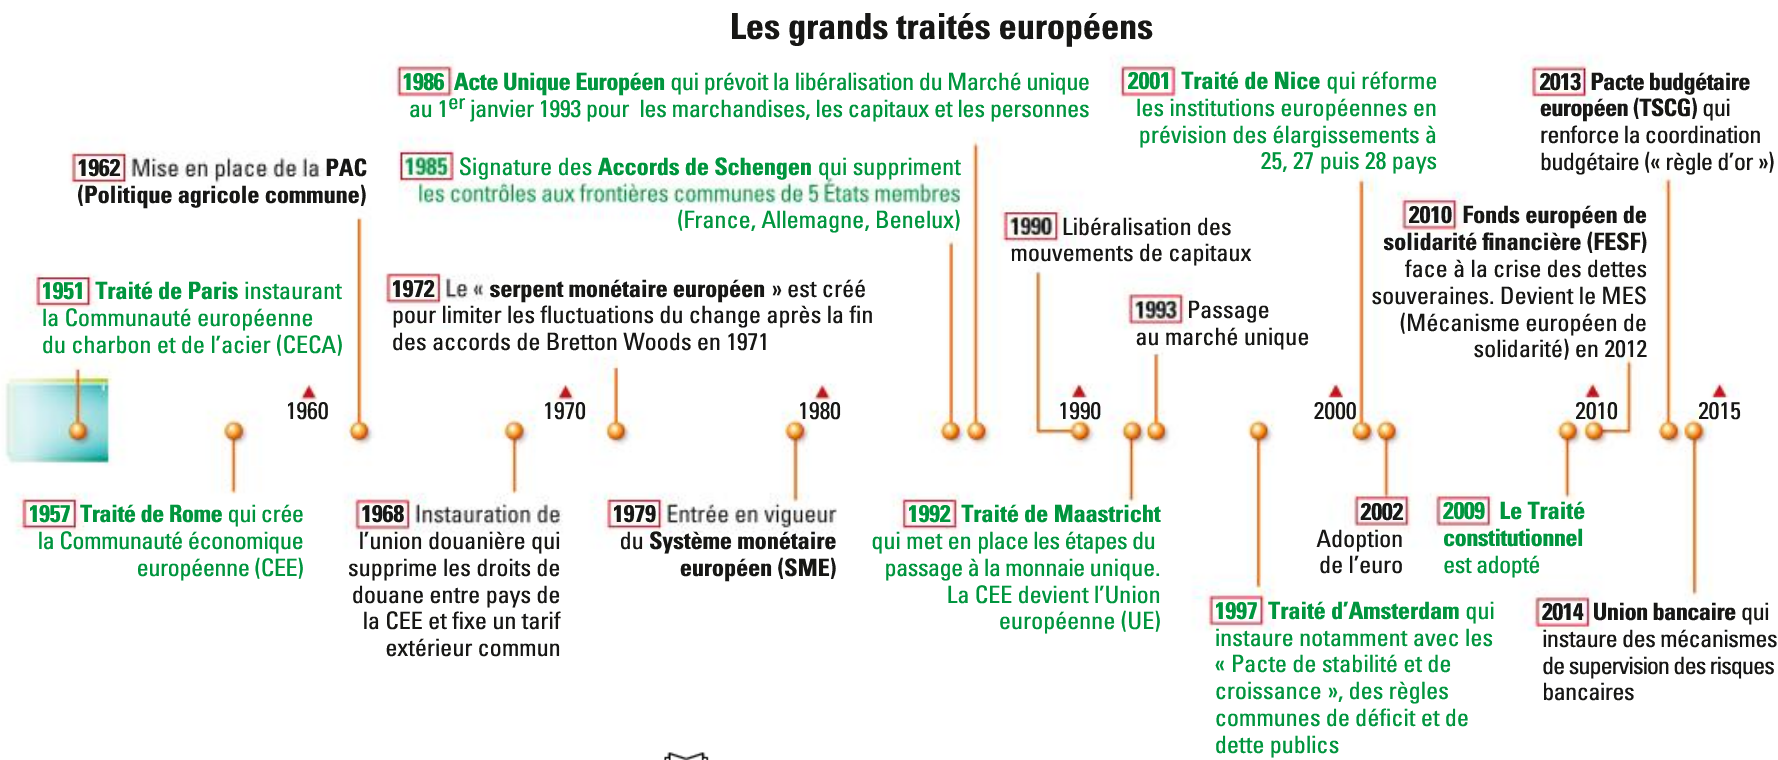 Les grands traités européens
1986 Acte Unique Européen qui prévoit la libéralisation du Marché unique
au 1er janvier 1993 pour les marchandises, les capitaux et les personnes
2001 Traité de Nice qui réforme
les institutions européennes en
prévision des élargissements à
25, 27 puis 28 pays
2013 Pacte budgétaire
européen (TSCG) qui
renforce la coordination
budgétaire (« règle d’or »)
1962 Mise en place de la PAC
(Politique agricole commune)
1985 Signature des Accords de Schengen qui suppriment
les contrôles aux frontières communes de 5 États membres
(France, Allemagne, Benelux)
1990 Libéralisation des
mouvements de capitaux
2010 Fonds européen de
solidarité financière (FESF)
face à la crise des dettes
souveraines. Devient le MES
(Mécanisme européen de
solidarité) en 2012
1951 Traité de Paris instaurant
la Communauté européenne
du charbon et de l’acier (CECA)
1972 Le « serpent monétaire européen » est créé
pour limiter les fluctuations du change après la fin
des accords de Bretton Woods en 1971
1993 Passage
au marché unique
1960
1970
1980
1990
2000
2010
2015
1957 Traité de Rome qui crée
la Communauté économique
européenne (CEE)
1968 Instauration de
l’union douanière qui
supprime les droits de
douane entre pays de
la CEE et fixe un tarif
extérieur commun
1979 Entrée en vigueur
du Système monétaire
européen (SME)
1992 Traité de Maastricht
qui met en place les étapes du
passage à la monnaie unique.
La CEE devient l’Union
européenne (UE)
2002
Adoption
de l’euro
2009 Le Traité
constitutionnel
est adopté
1997 Traité d’Amsterdam qui
instaure notamment avec les
« Pacte de stabilité et de
croissance », des règles
communes de déficit et de
dette publics
2014 Union bancaire qui
instaure des mécanismes
de supervision des risques
bancaires